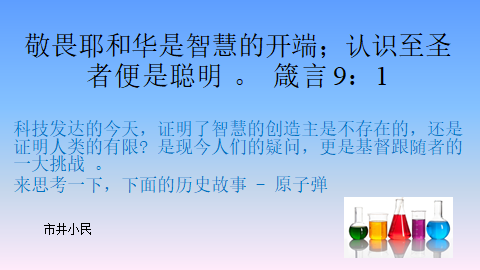 敬畏耶和华是智慧的开端；认识至圣
者便是聪明 。 箴言9：1
科技发达的今天，证明了智慧的创造主是不存在的，还是
证明人类的有限? 是现今人们的疑问，更是基督跟随者的
一大挑战 。
来思考一下，下面的历史故事 – 原子弹
市井小民